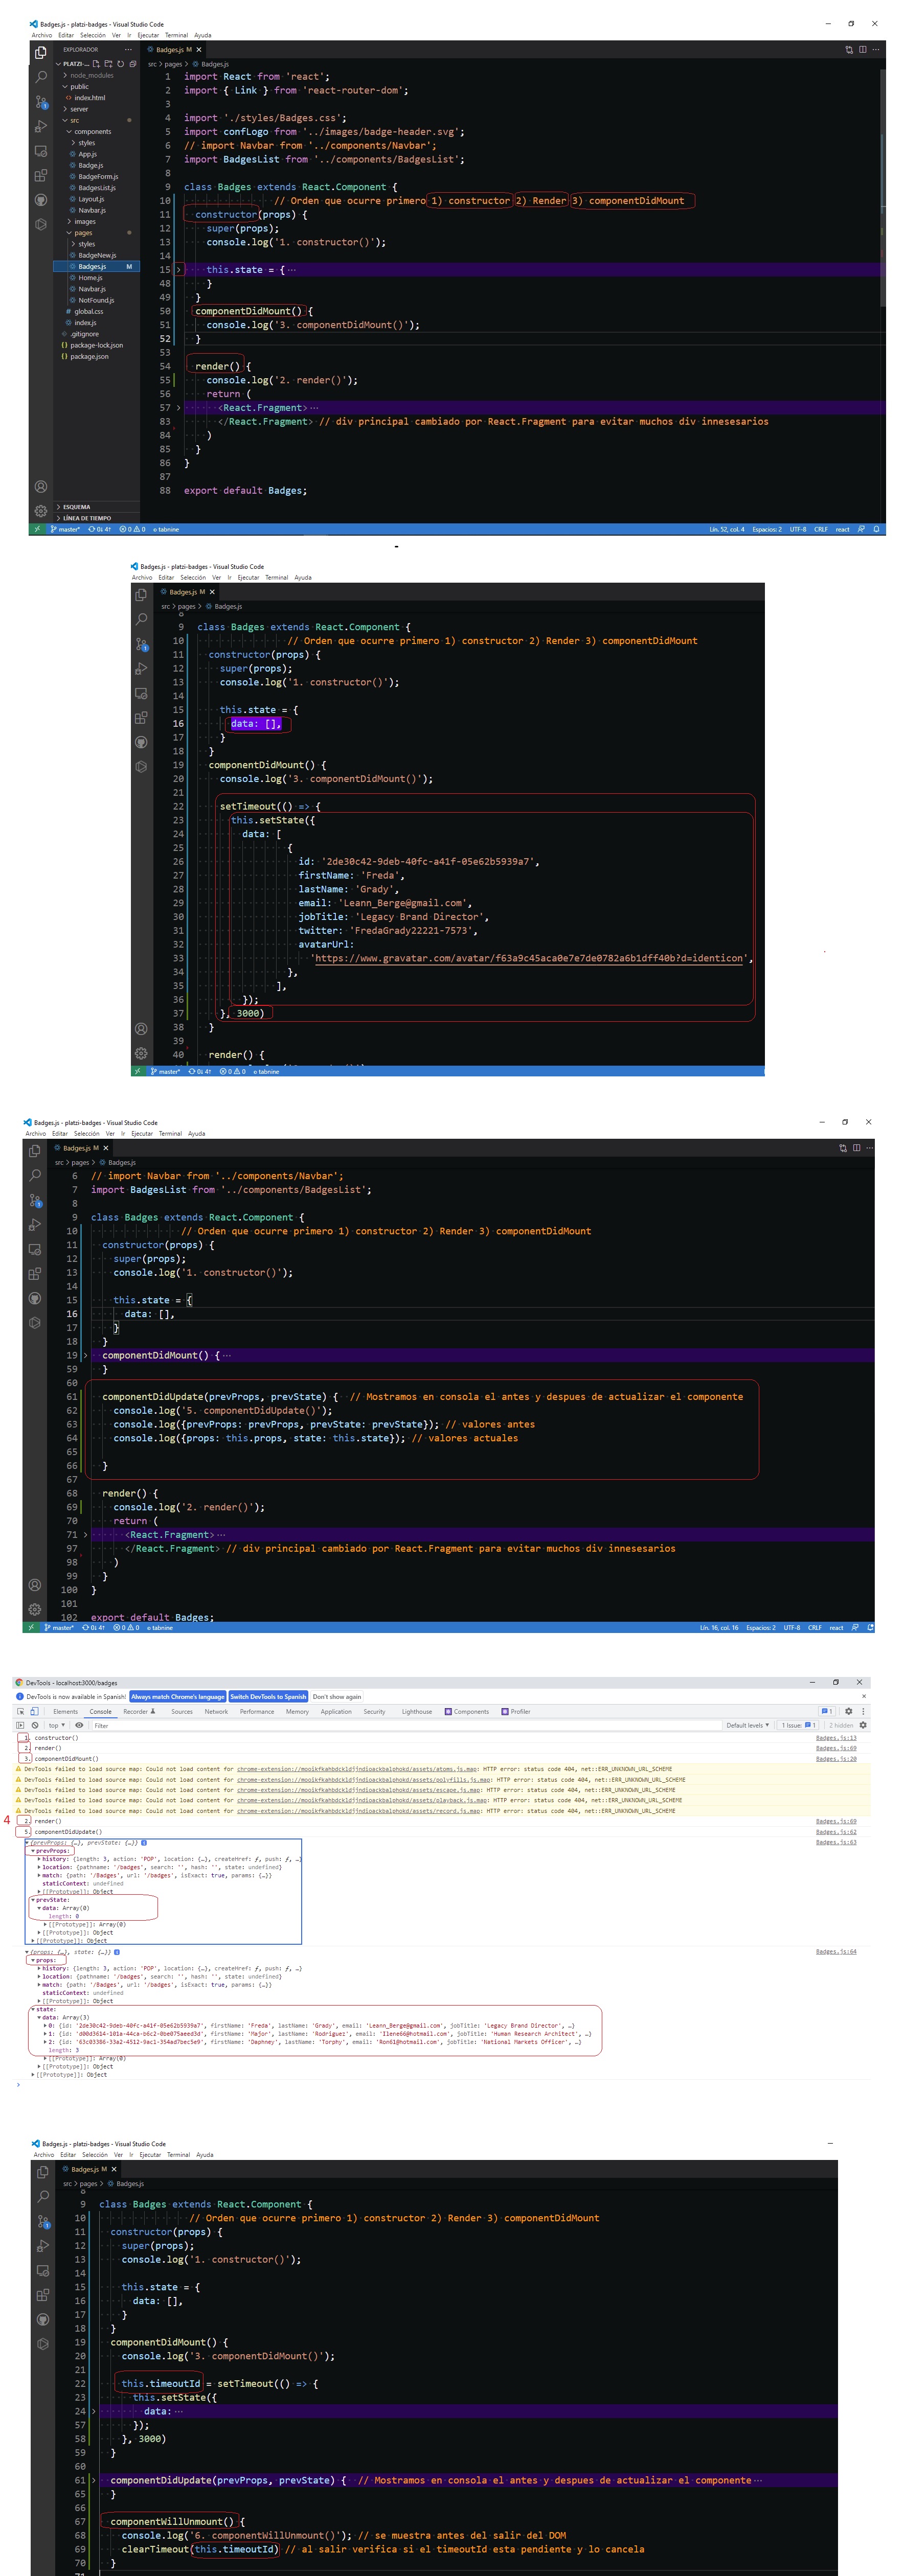 Badges.js - platzi-badges - Visual Studio Code
Archivo Editar Selección Ver Ir Ejecutar Terminal Ayuda
EXPLORADOR
Badges.js M
PLATZI-...
src > pages > Badges.js
node_modules
public
index.html
server
src
components
styles
App.js
Badge.js
BadgeForm.js
BadgesList.js
Layout.js
Navbar.js
images
pages
styles
BadgeNew.js
Badges.js M
Home.js
Navbar.js
NotFound.js
global.css
index.js
.gitignore
package-lock.json
package.json
ESQUEMA
LÍNEA DE TIEMPO
1 import React from 'react';
2 import { Link } from 'react-router-dom';
3
4 import './styles/Badges.css';
5 import confLogo from '../images/badge-header.svg';
6 // import Navbar from '../components/Navbar';
7 import BadgesList from '../components/BadgesList';
8
9 class Badges extends React.Component {
10 // Orden que ocurre primero 1) constructor 2) Render 3) componentDidMount
11 constructor(props) {
12 super(props);
13 console.log('1. constructor()');
14
15 this.state = { ...
48 }
49 }
50 componentDidMount() {
51 console.log('3. componentDidMount()');
52 }
53
54 render() {
55 console.log('2. render()');
56 return (
57 <React.Fragment> ...
83 </React.Fragment> // div principal cambiado por React.Fragment para evitar muchos div innesesarios
84 )
85 }
86 }
87
88 export default Badges;
master* 0↓ 4↑ 0 0 tabnine Lín. 52, col. 4 Espacios: 2 UTF-8 CRLF react
-
Badges.js - platzi-badges - Visual Studio Code
Archivo Editar Selección Ver Ir Ejecutar Terminal Ayuda
Badges.js M
src > pages > Badges.js
9 class Badges extends React.Component {
10 // Orden que ocurre primero 1) constructor 2) Render 3) componentDidMount
11 constructor(props) {
12 super(props);
13 console.log('1. constructor()');
14
15 this.state = {
16 data: [],
17 }
18 }
19 componentDidMount() {
20 console.log('3. componentDidMount()');
21
22 setTimeout(() => {
23 this.setState({
24 data: [
25 {
26 id: '2de30c42-9deb-40fc-a41f-05e62b5939a7',
27 firstName: 'Freda',
28 lastName: 'Grady',
29 email: 'Leann_Berge@gmail.com',
30 jobTitle: 'Legacy Brand Director',
31 twitter: 'FredaGrady22221-7573',
32 avatarUrl:
33 'https://www.gravatar.com/avatar/f63a9c45aca0e7e7de0782a6b1dff40b?d=identicon',
34 },
35 ],
36 });
37 }, 3000)
38 }
39
40 render() {
master* 0↓ 4↑ 0 0 tabnine
Badges.js - platzi-badges - Visual Studio Code
Archivo Editar Selección Ver Ir Ejecutar Terminal Ayuda
Badges.js M
src > pages > Badges.js
6 // import Navbar from '../components/Navbar';
7 import BadgesList from '../components/BadgesList';
8
9 class Badges extends React.Component {
10 // Orden que ocurre primero 1) constructor 2) Render 3) componentDidMount
11 constructor(props) {
12 super(props);
13 console.log('1. constructor()');
14
15 this.state = {
16 data: [],
17 }
18 }
19 componentDidMount() { ...
59 }
60
61 componentDidUpdate(prevProps, prevState) { // Mostramos en consola el antes y despues de actualizar el componente
62 console.log('5. componentDidUpdate()');
63 console.log({prevProps: prevProps, prevState: prevState}); // valores antes
64 console.log({props: this.props, state: this.state}); // valores actuales
65
66 }
67
68 render() {
69 console.log('2. render()');
70 return (
71 <React.Fragment> ...
97 </React.Fragment> // div principal cambiado por React.Fragment para evitar muchos div innesesarios
98 )
99 }
100 }
101
102 export default Badges;
master* 0↓ 4↑ 0 0 tabnine Lín. 16, col. 16 Espacios: 2 UTF-8 CRLF react
DevTools - localhost:3000/badges
DevTools is now available in Spanish! Always match Chrome's language Switch DevTools to Spanish Don't show again
Elements Console Recorder Sources Network Performance Memory Application Security Lighthouse Components Profiler 1
top Filter Default levels 1 Issue: 1 2 hidden
1. constructor() Badges.js:13
2. render() Badges.js:69
3. componentDidMount() Badges.js:20
DevTools failed to load source map: Could not load content for chrome-extension://mooikfkahbdckldjjndioackbalphokd/assets/atoms.js.map: HTTP error: status code 404, net::ERR_UNKNOWN_URL_SCHEME
DevTools failed to load source map: Could not load content for chrome-extension://mooikfkahbdckldjjndioackbalphokd/assets/polyfills.js.map: HTTP error: status code 404, net::ERR_UNKNOWN_URL_SCHEME
DevTools failed to load source map: Could not load content for chrome-extension://mooikfkahbdckldjjndioackbalphokd/assets/escape.js.map: HTTP error: status code 404, net::ERR_UNKNOWN_URL_SCHEME
DevTools failed to load source map: Could not load content for chrome-extension://mooikfkahbdckldjjndioackbalphokd/assets/playback.js.map: HTTP error: status code 404, net::ERR_UNKNOWN_URL_SCHEME
DevTools failed to load source map: Could not load content for chrome-extension://mooikfkahbdckldjjndioackbalphokd/assets/record.js.map: HTTP error: status code 404, net::ERR_UNKNOWN_URL_SCHEME
4 2. render() Badges.js:69
5. componentDidUpdate() Badges.js:62
{prevProps: {…}, prevState: {…}} Badges.js:63
prevProps:
history: {length: 3, action: 'POP', location: {…}, createHref: ƒ, push: ƒ, …}
location: {pathname: '/badges', search: '', hash: '', state: undefined}
match: {path: '/Badges', url: '/badges', isExact: true, params: {…}}
staticContext: undefined
[[Prototype]]: Object
prevState:
data: Array(0)
length: 0
[[Prototype]]: Array(0)
[[Prototype]]: Object
[[Prototype]]: Object
{props: {…}, state: {…}} Badges.js:64
props:
history: {length: 3, action: 'POP', location: {…}, createHref: ƒ, push: ƒ, …}
location: {pathname: '/badges', search: '', hash: '', state: undefined}
match: {path: '/Badges', url: '/badges', isExact: true, params: {…}}
staticContext: undefined
[[Prototype]]: Object
state:
data: Array(3)
0: {id: '2de30c42-9deb-40fc-a41f-05e62b5939a7', firstName: 'Freda', lastName: 'Grady', email: 'Leann_Berge@gmail.com', jobTitle: 'Legacy Brand Director', …}
1: {id: 'd00d3614-101a-44ca-b6c2-0be075aeed3d', firstName: 'Major', lastName: 'Rodriguez', email: 'Ilene66@hotmail.com', jobTitle: 'Human Research Architect', …}
2: {id: '63c03386-33a2-4512-9ac1-354ad7bec5e9', firstName: 'Daphney', lastName: 'Torphy', email: 'Ron61@hotmail.com', jobTitle: 'National Markets Officer', …}
length: 3
[[Prototype]]: Array(0)
[[Prototype]]: Object
[[Prototype]]: Object
Badges.js - platzi-badges - Visual Studio Code
Archivo Editar Selección Ver Ir Ejecutar Terminal Ayuda
Badges.js M
src > pages > Badges.js
9 class Badges extends React.Component {
10 // Orden que ocurre primero 1) constructor 2) Render 3) componentDidMount
11 constructor(props) {
12 super(props);
13 console.log('1. constructor()');
14
15 this.state = {
16 data: [],
17 }
18 }
19 componentDidMount() {
20 console.log('3. componentDidMount()');
21
22 this.timeoutId = setTimeout(() => {
23 this.setState({
24 data: ...
57 });
58 }, 3000)
59 }
60
61 componentDidUpdate(prevProps, prevState) { // Mostramos en consola el antes y despues de actualizar el componente ...
65 }
66
67 componentWillUnmount() {
68 console.log('6. componentWillUnmount()'); // se muestra antes del salir del DOM
69 clearTimeout(this.timeoutId) // al salir verifica si el timeoutId esta pendiente y lo cancela
70 }